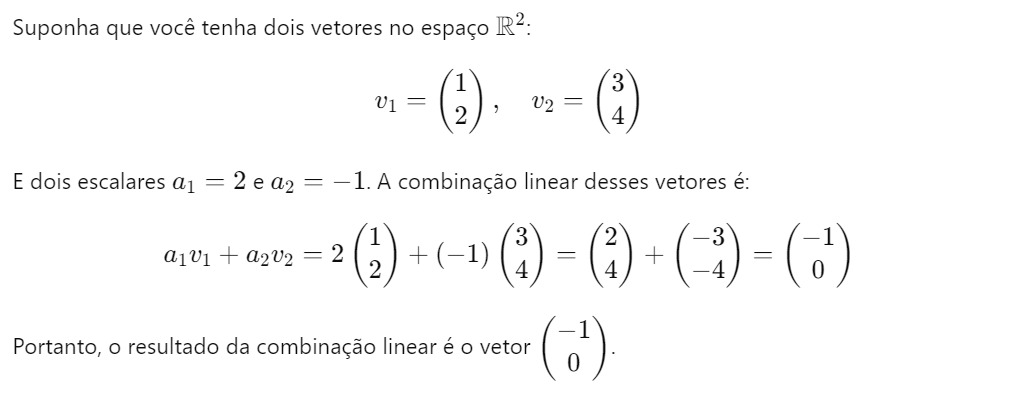 Suponha que você tenha dois vetores no espaço ℝ²:
v₁ = (1 2), v₂ = (3 4)
E dois escalares a₁ = 2 e a₂ = −1. A combinação linear desses vetores é:
a₁v₁ + a₂v₂ = 2 (1 2) + (−1) (3 4) = (2 4) + (−3 −4) = (−1 0)
Portanto, o resultado da combinação linear é o vetor (−1 0).